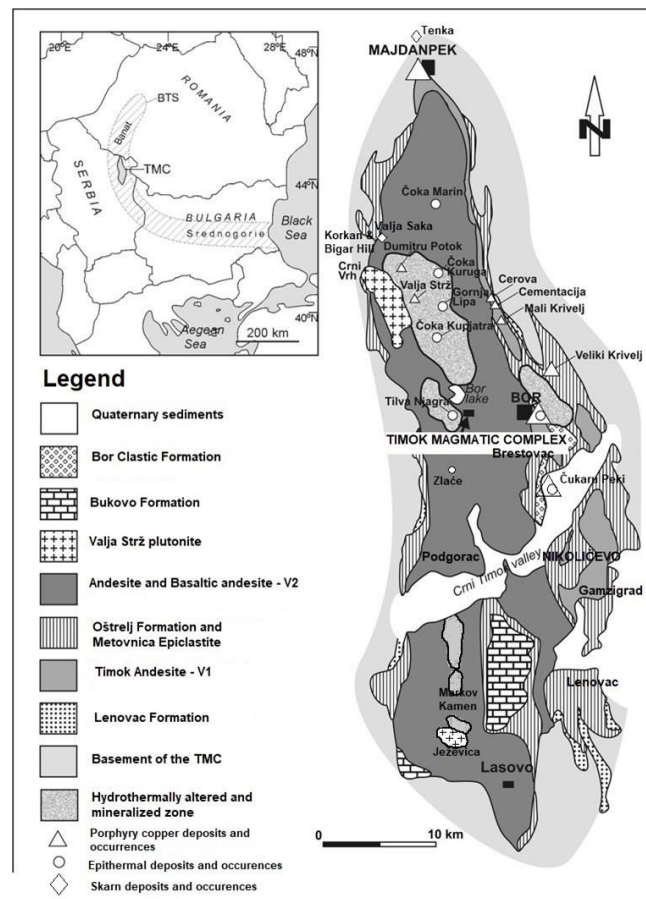 20°E
24°E
28°E
48°N
ROMANIA
BTS
Banat
TMC
SERBIA
44°N
BULGARIA
Srednogorie
Black
Sea
40°N
Aegean
Sea
200 km
Legend
Quaternary sediments
Bor Clastic Formation
Bukovo Formation
Valja Strž plutonite
Andesite and Basaltic andesite - V2
Oštrelj Formation and
Metovnica Epiclastite
Timok Andesite - V1
Lenovac Formation
Basement of the TMC
Hydrothermally altered and
mineralized zone
Porphyry copper deposits and
occurrences
Epithermal deposits and occurences
Skarn deposits and occurences
Tenka
MAJDANPEK
N
Čoka Marin
Valja Saka
Korkan &
Bigar Hill
Dumitru Potok
Crni
Vrh
Čoka
Kuruga
Valja Strž
Gornja
Lipa
Cerova
Cementacija
Mali Krivelj
Čoka Kupjatra
Veliki Krivelj
Bor
lake
BOR
Tilva Njagra
TIMOK MAGMATIC COMPLEX
Brestovac
Zlaće
Čukaru Peki
Podgorac
Crni Timok valley
NIKOLIČEVO
Gamzigrad
Lenovac
Markov
Kamen
Ježevica
Lasovo
0
10 km